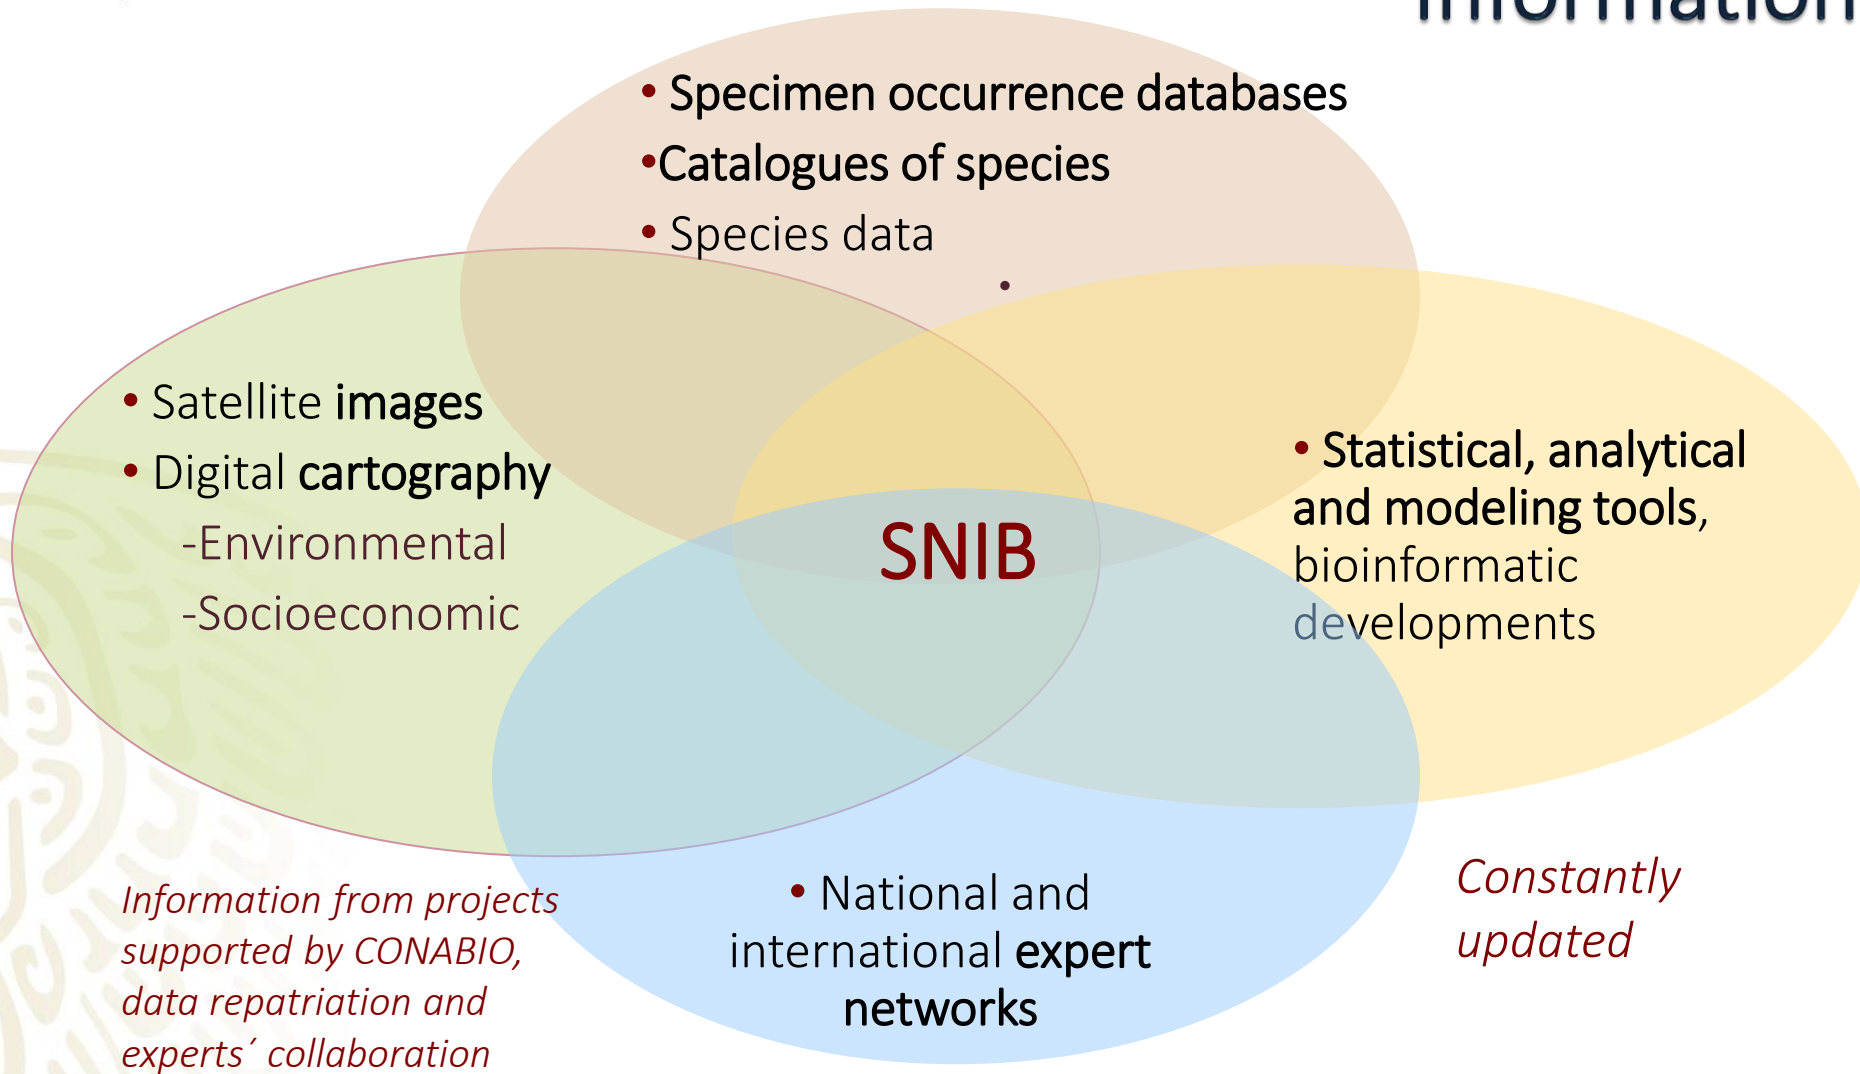 information
• Specimen occurrence databases
•Catalogues of species
• Species data
•
• Satellite images
• Digital cartography
-Environmental
-Socioeconomic
SNIB
• Statistical, analytical
and modeling tools,
bioinformatic
developments
• National and
international expert
networks
Information from projects
supported by CONABIO,
data repatriation and
experts´ collaboration
Constantly
updated